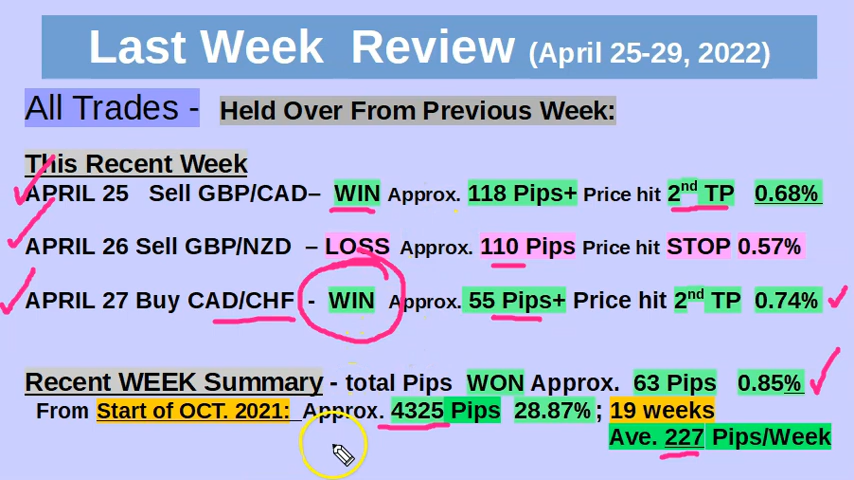 Last Week Review (April 25-29, 2022)
All Trades - Held Over From Previous Week:
This Recent Week
APRIL 25 Sell GBP/CAD– WIN Approx. 118 Pips+ Price hit 2nd TP 0.68%
APRIL 26 Sell GBP/NZD – LOSS Approx. 110 Pips Price hit STOP 0.57%
APRIL 27 Buy CAD/CHF - WIN Approx. 55 Pips+ Price hit 2nd TP 0.74%
Recent WEEK Summary - total Pips WON Approx. 63 Pips 0.85%
From Start of OCT. 2021: Approx. 4325 Pips 28.87%; 19 weeks
Ave. 227 Pips/Week